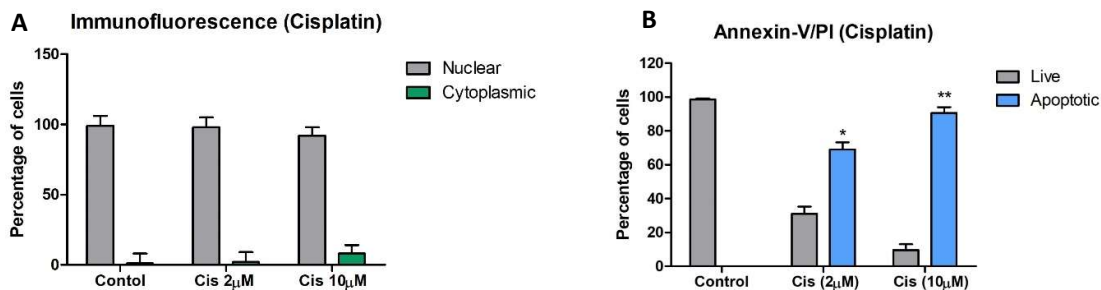 A
Immunofluorescence (Cisplatin)
Percentage of cells
150
100
50
0
Contol
Cis 2μM
Cis 10μM
Nuclear
Cytoplasmic
B
Annexin-V/PI (Cisplatin)
Percentage of cells
120
100
80
60
40
20
0
*
**
Cis (2μM)
Cis (10μM)
Live
Apoptotic
Control